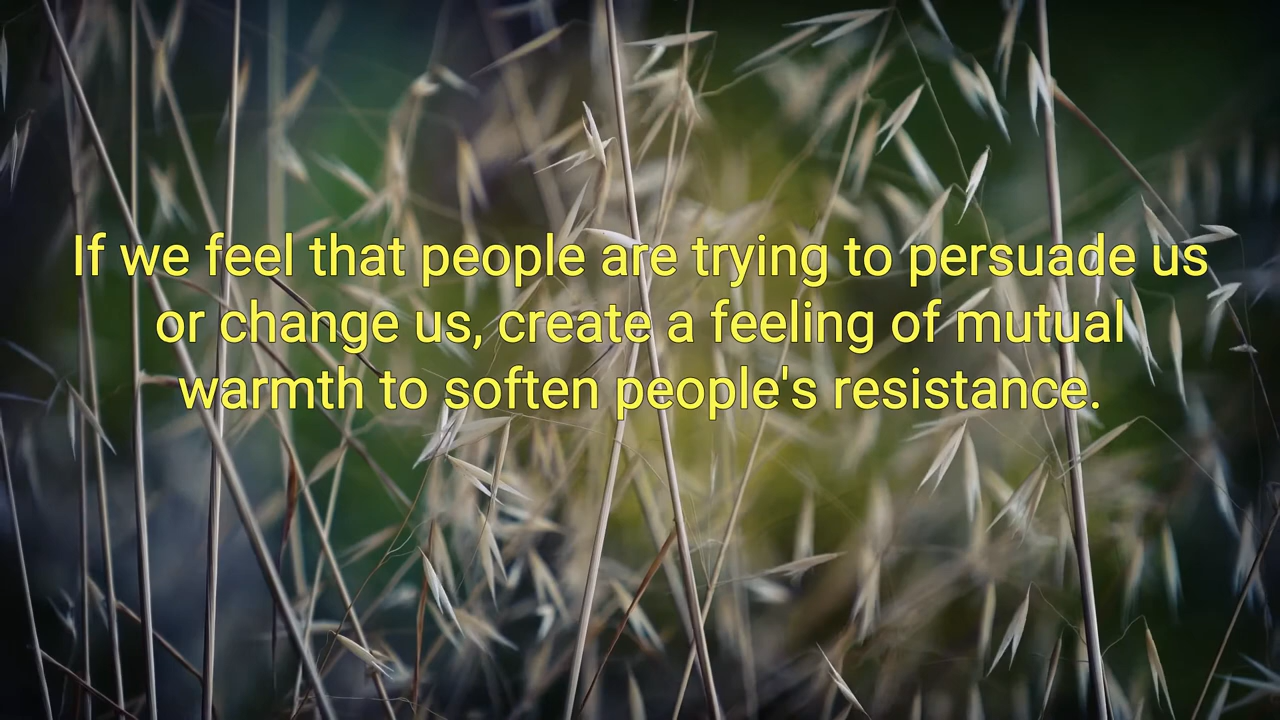 If we feel that people are trying to persuade us
or change us, create a feeling of mutual
warmth to soften people's resistance.